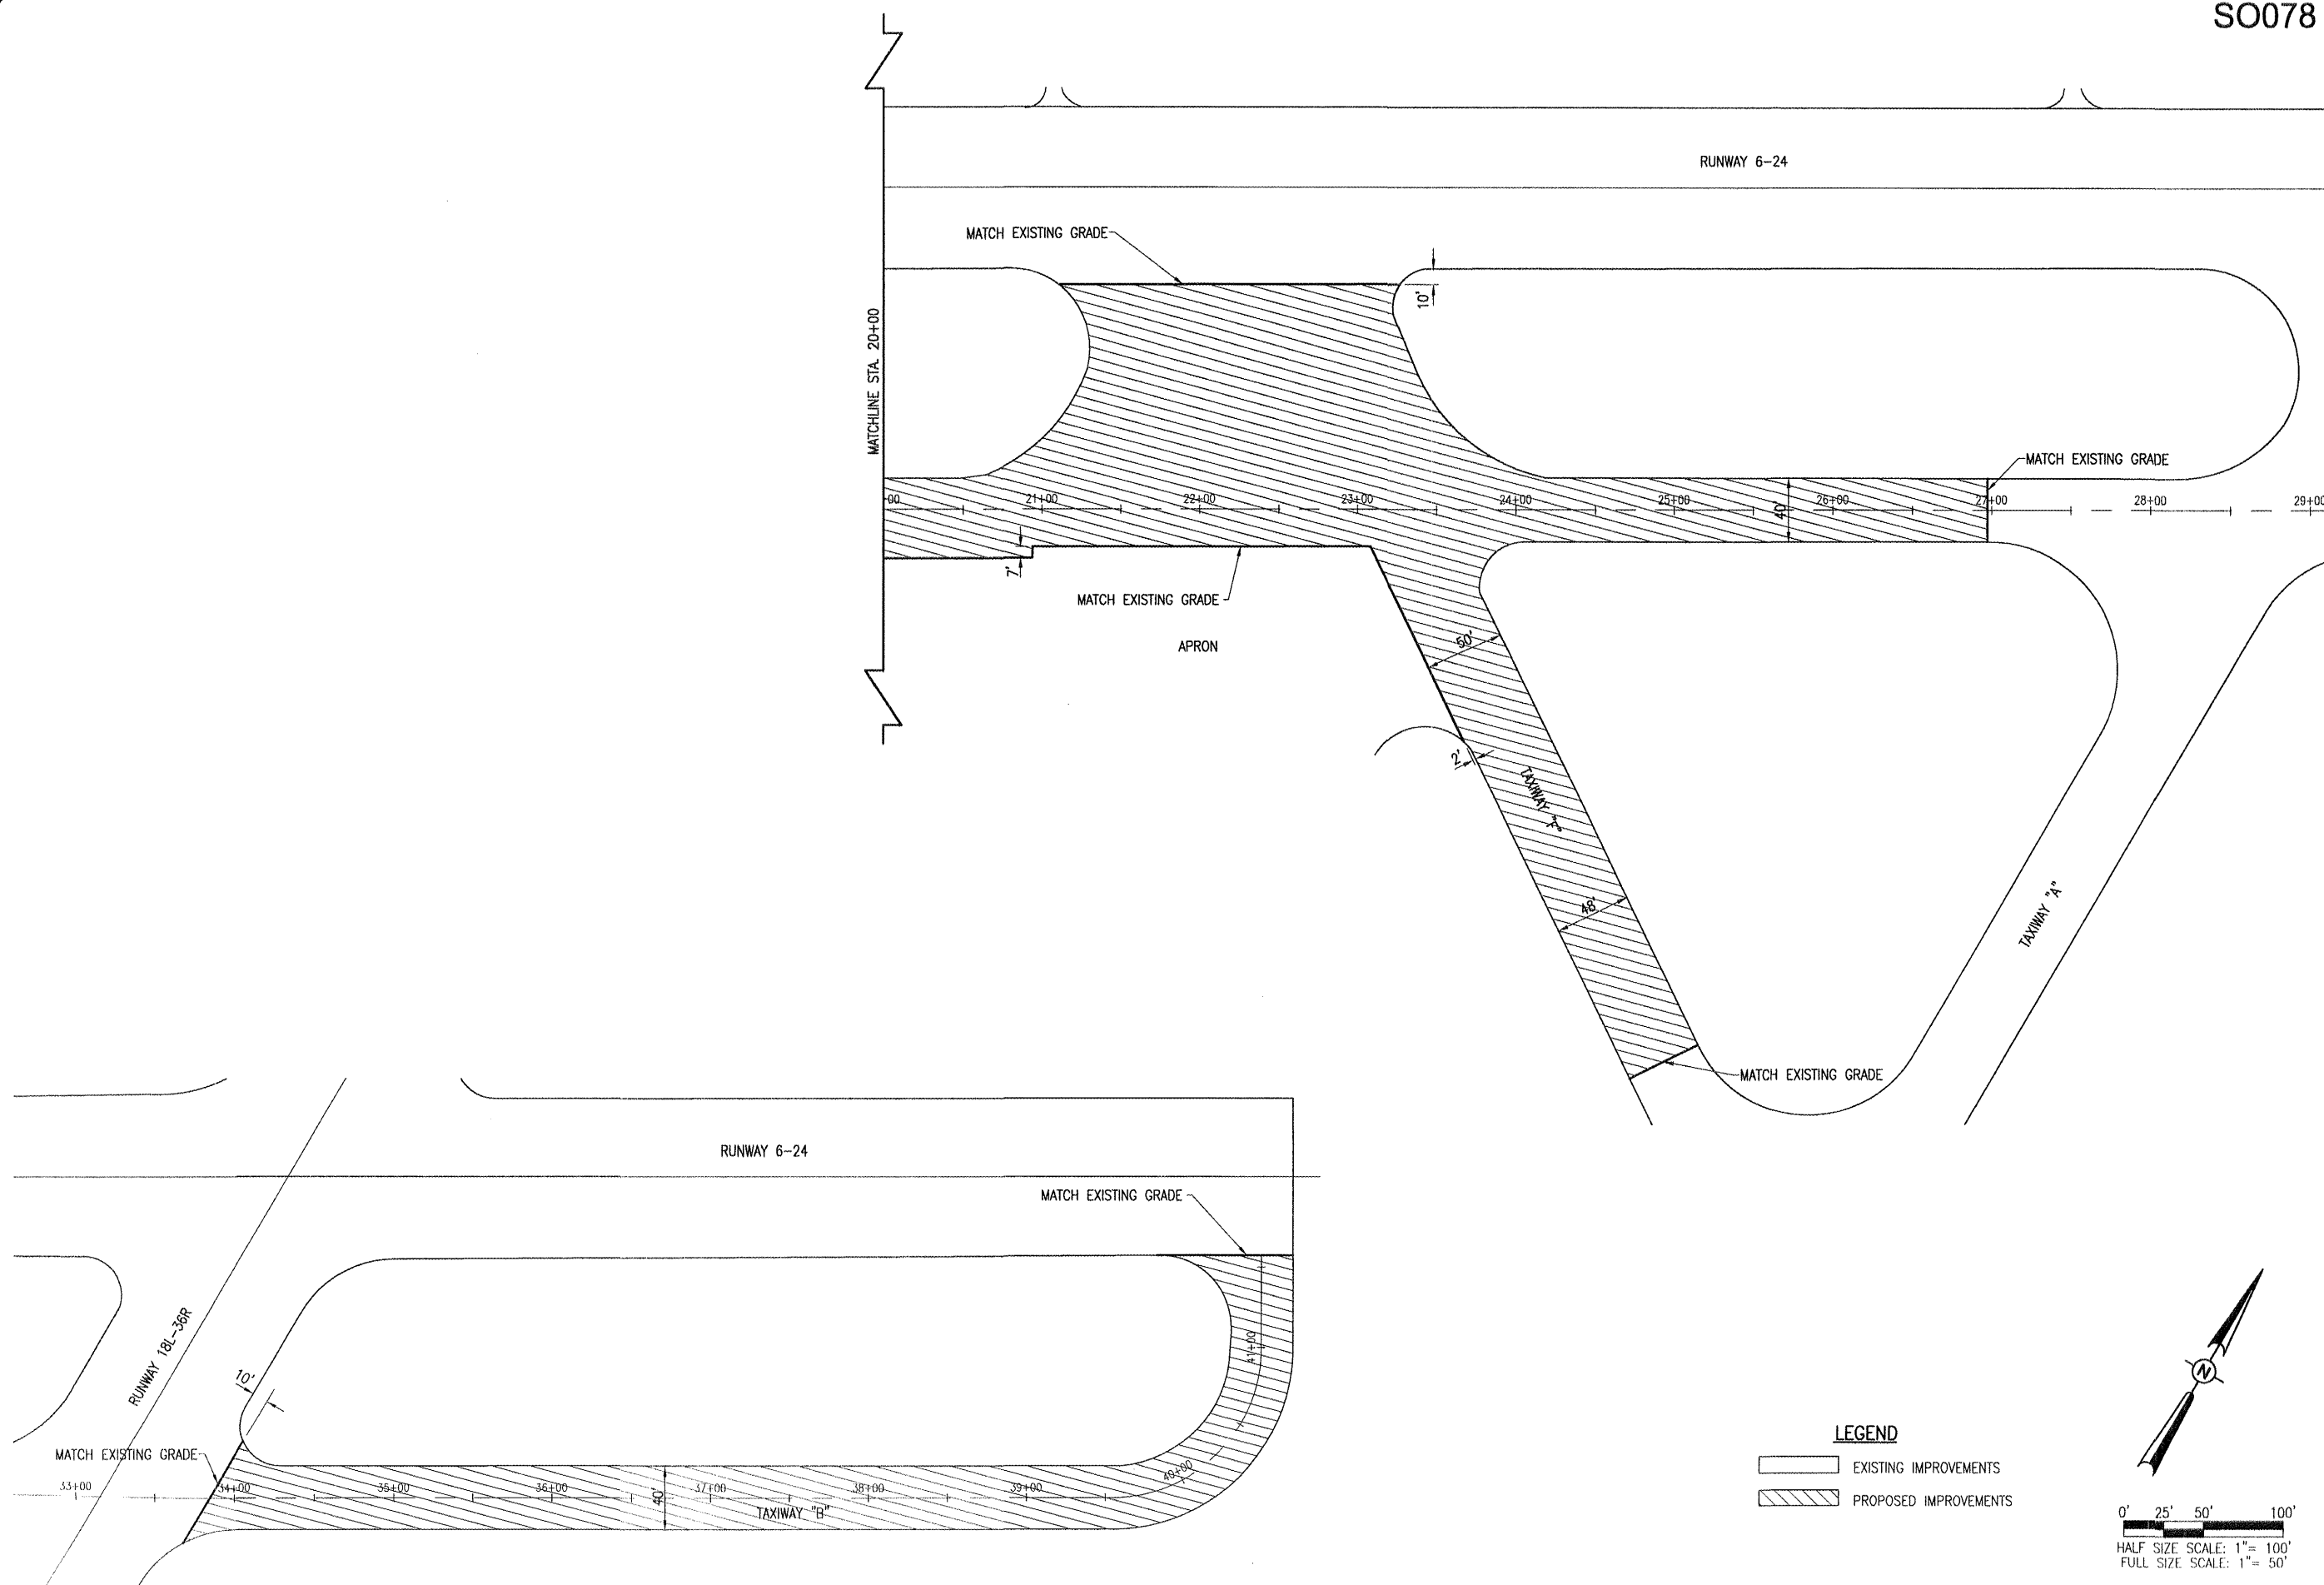 SO078
RUNWAY 6-24
MATCH EXISTING GRADE
10'
MATCHLINE STA. 20+00
MATCH EXISTING GRADE
00 21+00 22+00 23+00 24+00 25+00 26+00 27+00 28+00 29+00
40'
7'
MATCH EXISTING GRADE
50'
APRON
2'
TAXIWAY
48'
TAXIWAY "A"
MATCH EXISTING GRADE
RUNWAY 6-24
MATCH EXISTING GRADE
RUNWAY 18L-36R
41+00
10'
MATCH EXISTING GRADE
40+00
33+00 34+00 35+00 36+00 37+00 38+00 39+00
40'
TAXIWAY "B"
N
LEGEND
EXISTING IMPROVEMENTS
PROPOSED IMPROVEMENTS
0' 25' 50' 100'
HALF SIZE SCALE: 1"= 100'
FULL SIZE SCALE: 1"= 50'